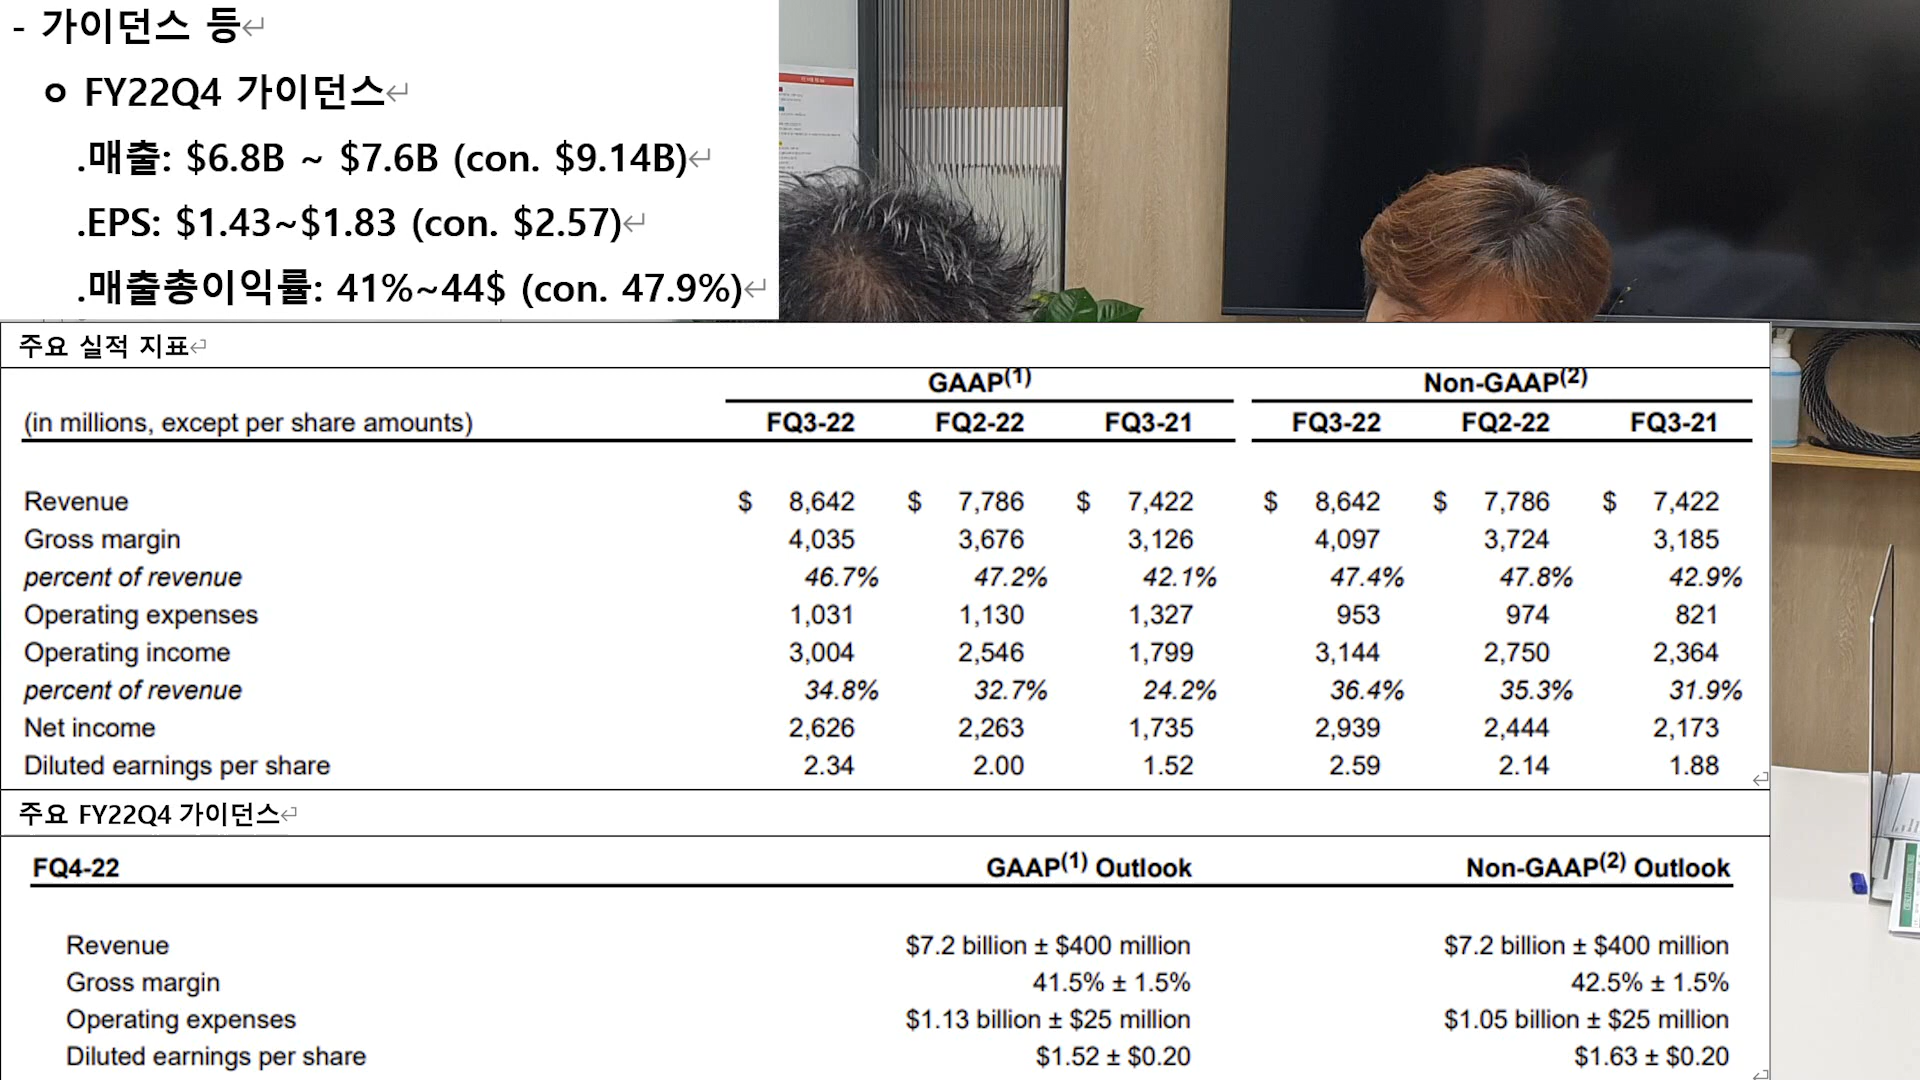 - 가이던스 등
o FY22Q4 가이던스
.매출: $6.8B ~ $7.6B (con. $9.14B)
.EPS: $1.43~$1.83 (con. $2.57)
.매출총이익률: 41%~44$ (con. 47.9%)
주요 실적 지표
GAAP(1) Non-GAAP(2)
(in millions, except per share amounts) FQ3-22 FQ2-22 FQ3-21 FQ3-22 FQ2-22 FQ3-21
Revenue $ 8,642 $ 7,786 $ 7,422 $ 8,642 $ 7,786 $ 7,422
Gross margin 4,035 3,676 3,126 4,097 3,724 3,185
percent of revenue 46.7% 47.2% 42.1% 47.4% 47.8% 42.9%
Operating expenses 1,031 1,130 1,327 953 974 821
Operating income 3,004 2,546 1,799 3,144 2,750 2,364
percent of revenue 34.8% 32.7% 24.2% 36.4% 35.3% 31.9%
Net income 2,626 2,263 1,735 2,939 2,444 2,173
Diluted earnings per share 2.34 2.00 1.52 2.59 2.14 1.88
주요 FY22Q4 가이던스
FQ4-22 GAAP(1) Outlook Non-GAAP(2) Outlook
Revenue $7.2 billion ± $400 million $7.2 billion ± $400 million
Gross margin 41.5% ± 1.5% 42.5% ± 1.5%
Operating expenses $1.13 billion ± $25 million $1.05 billion ± $25 million
Diluted earnings per share $1.52 ± $0.20 $1.63 ± $0.20